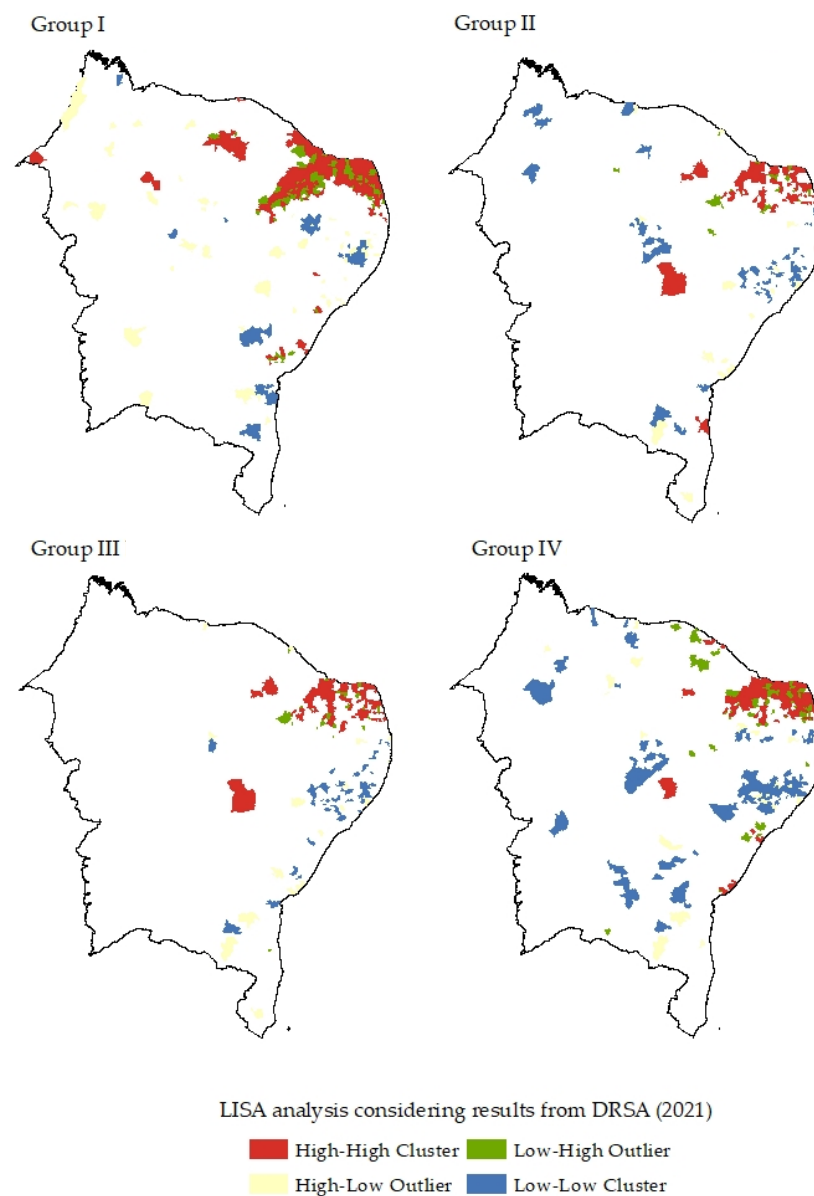 Group I
Group II
Group III
Group IV
LISA analysis considering results from DRSA (2021)
High-High Cluster
Low-High Outlier
High-Low Outlier
Low-Low Cluster